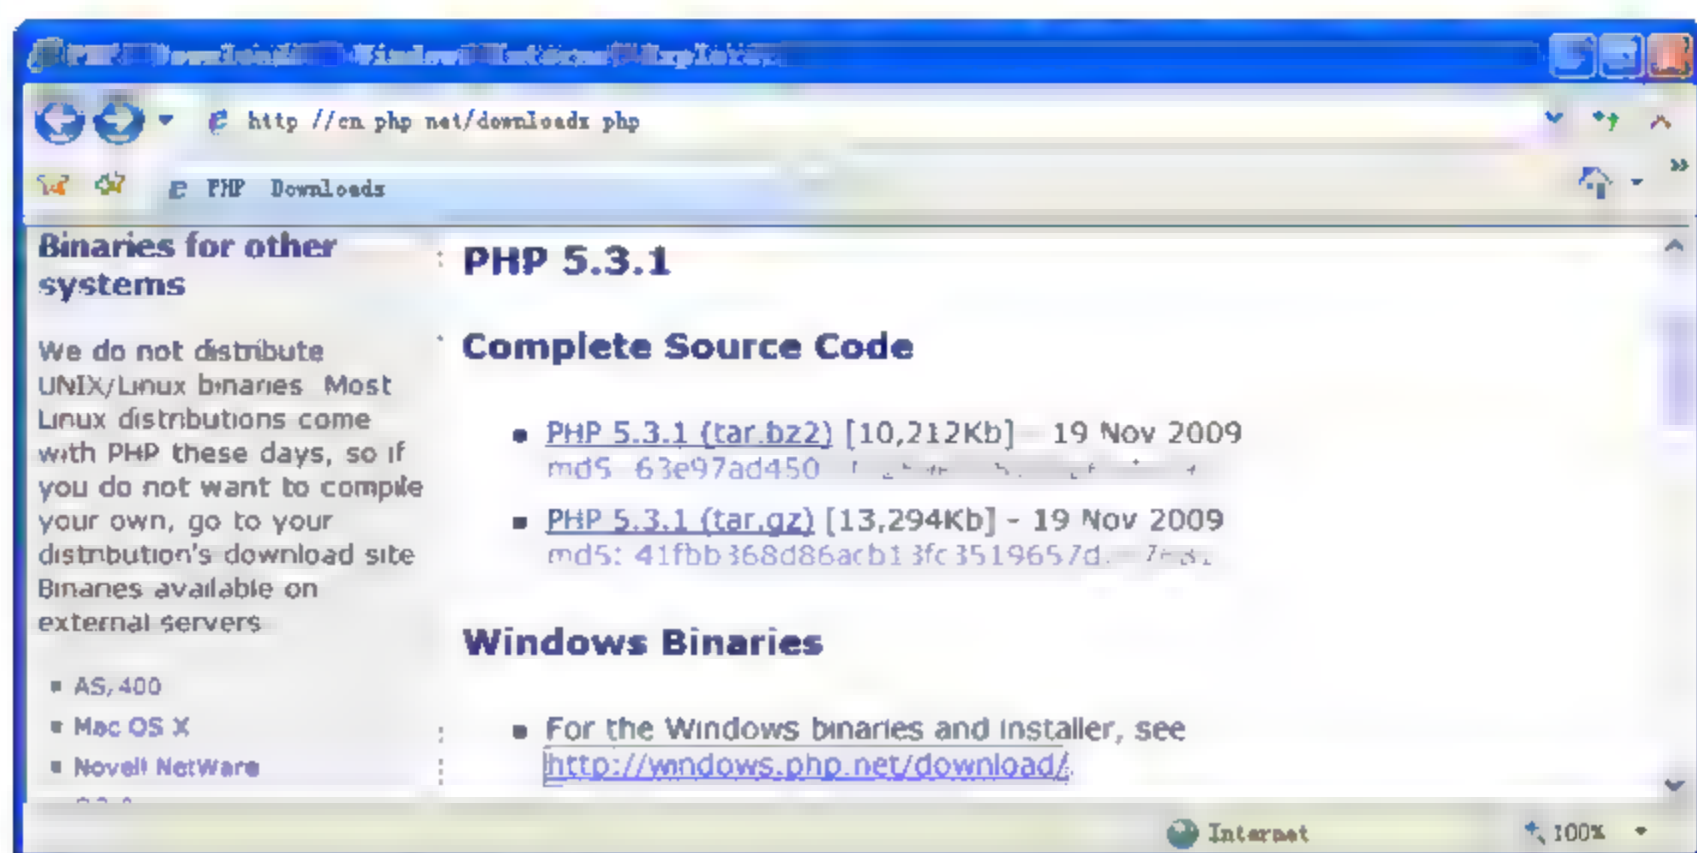 http //cn php net/downloads php
PHP Downloads
Binaries for other
systems
We do not distribute
UNIX/Linux binaries Most
Linux distributions come
with PHP these days, so if
you do not want to compile
your own, go to your
distribution's download site
Binaries available on
external servers
AS/400
Mac OS X
Novell NetWare
PHP 5.3.1
Complete Source Code
PHP 5.3.1 (tar.bz2) [10,212Kb] - 19 Nov 2009
md5
PHP 5.3.1 (tar.gz) [13,294Kb] - 19 Nov 2009
md5:
Windows Binaries
For the Windows binaries and installer, see
http://windows.php.net/download/.
Internet
100%